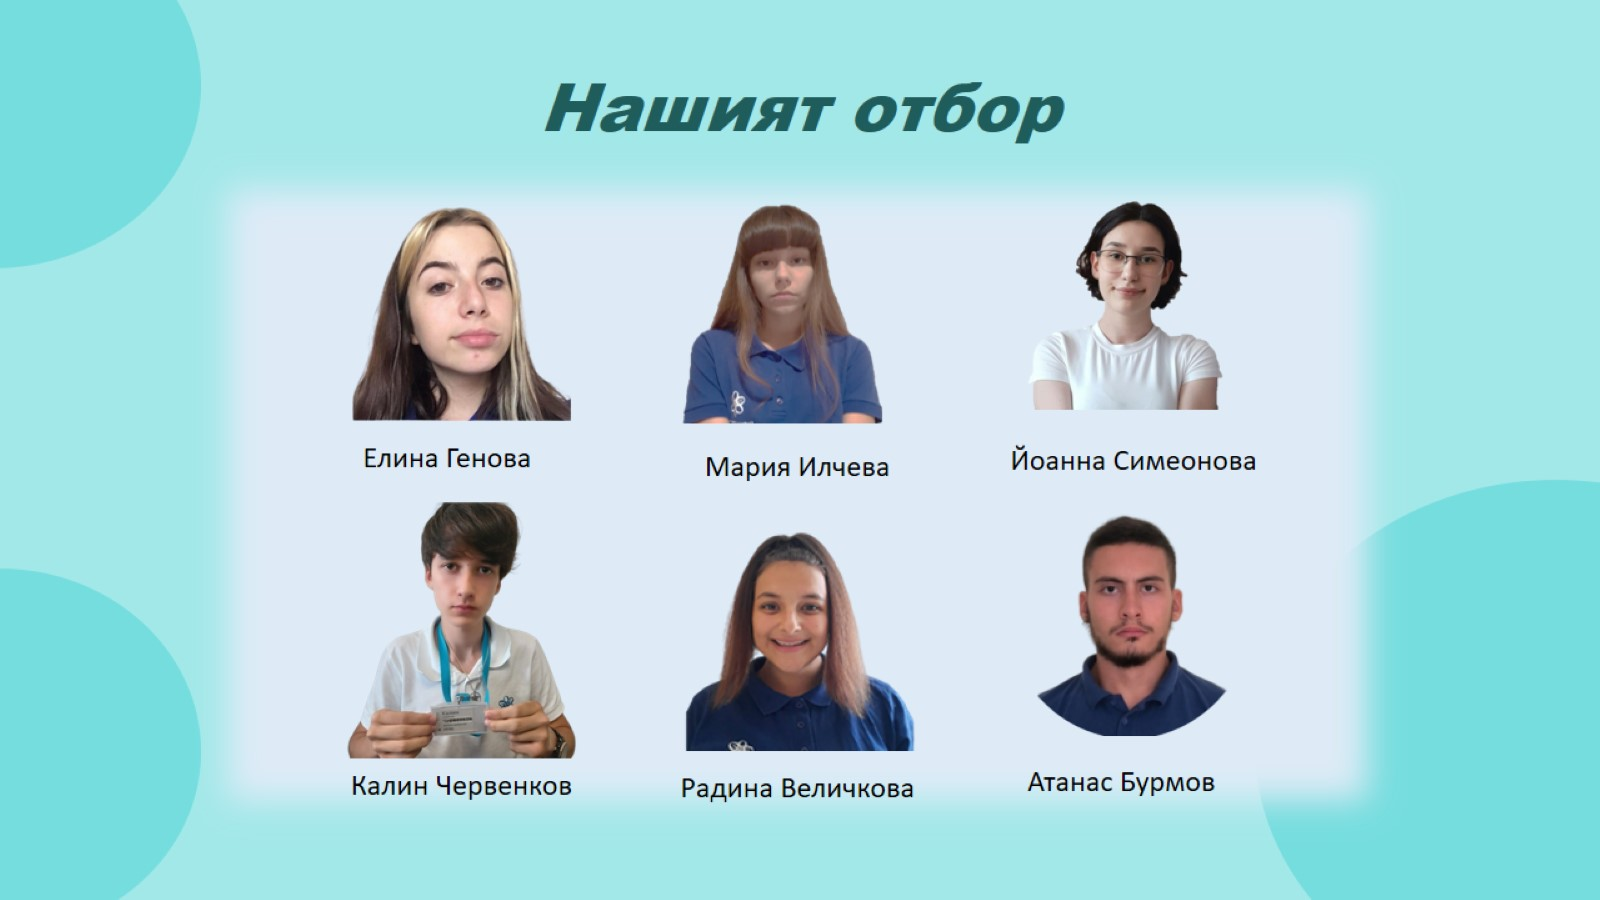 Нашият отбор
Елина Генова
Мария Илчева
Йоанна Симеонова
Калин Червенков
Радина Величкова
Атанас Бурмов